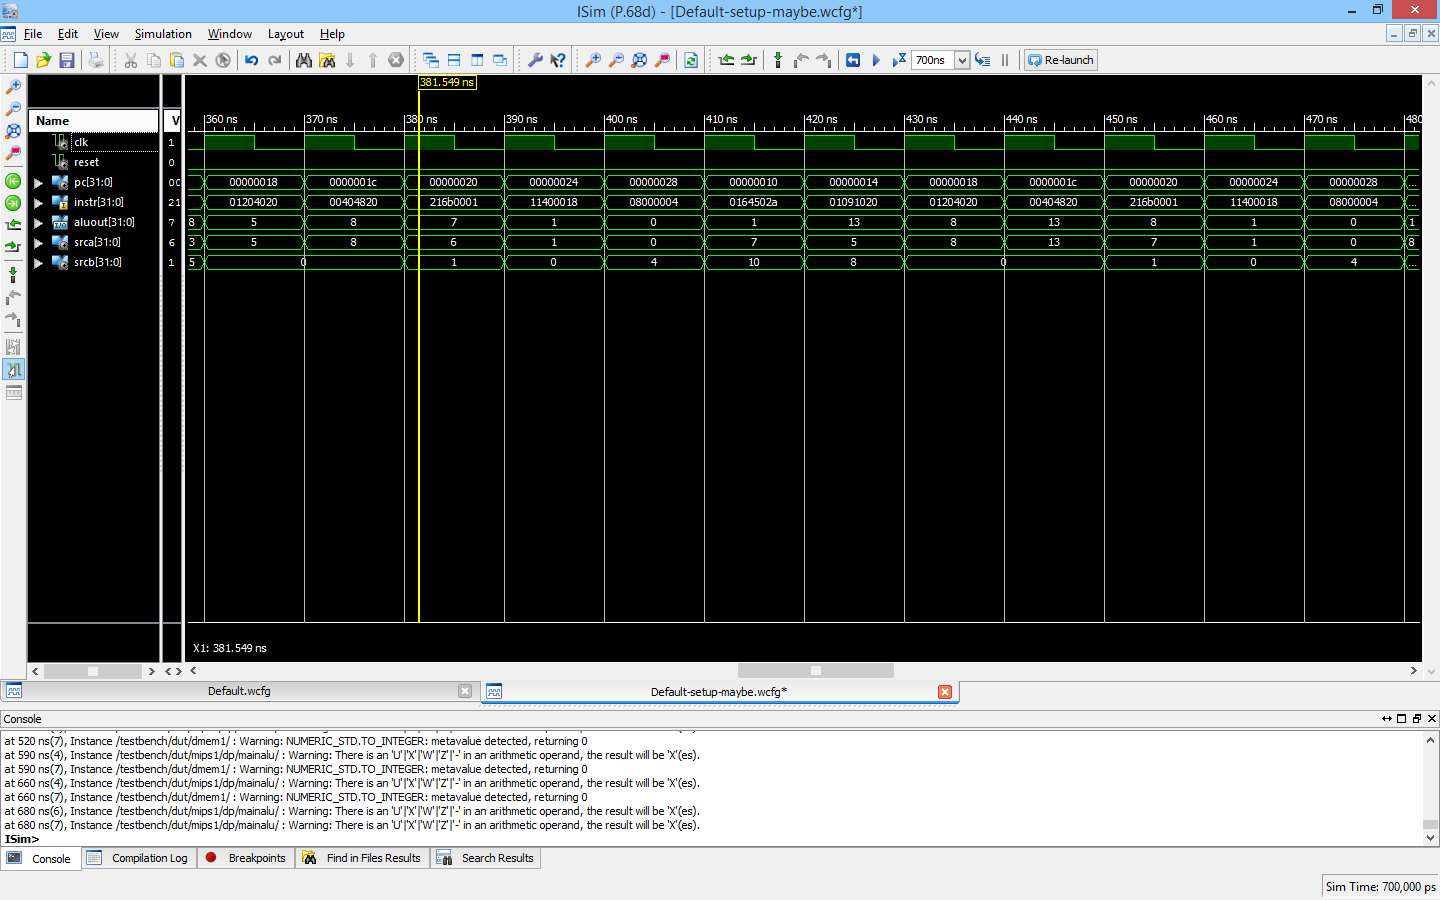 ISim (P.68d) - [Default-setup-maybe.wcfg*]
File Edit View Simulation Window Layout Help
700ns Re-launch
381.549 ns
Name V
360 ns 370 ns 380 ns 390 ns 400 ns 410 ns 420 ns 430 ns 440 ns 450 ns 460 ns 470 ns 480
clk 1
reset 0
pc[31:0] 00 00000018 0000001c 00000020 00000024 00000028 00000010 00000014 00000018 0000001c 00000020 00000024 00000028 ...
instr[31:0] 21 01204020 00404820 216b0001 11400018 08000004 0164502a 01091020 01204020 00404820 216b0001 11400018 08000004 ...
aluout[31:0] 7 8 5 8 7 1 0 1 13 8 13 8 1 0 1
srca[31:0] 6 3 5 8 6 1 0 7 5 8 13 7 1 0 8
srcb[31:0] 1 5 0 1 0 4 10 8 0 1 0 4 ...
X1: 381.549 ns
Default.wcfg Default-setup-maybe.wcfg*
Console
at 520 ns(7), Instance /testbench/dut/dmem1/ : Warning: NUMERIC_STD.TO_INTEGER: metavalue detected, returning 0
at 590 ns(4), Instance /testbench/dut/mips1/dp/mainalu/ : Warning: There is an 'U'|'X'|'W'|'Z'|'-' in an arithmetic operand, the result will be 'X'(es).
at 590 ns(7), Instance /testbench/dut/dmem1/ : Warning: NUMERIC_STD.TO_INTEGER: metavalue detected, returning 0
at 660 ns(4), Instance /testbench/dut/mips1/dp/mainalu/ : Warning: There is an 'U'|'X'|'W'|'Z'|'-' in an arithmetic operand, the result will be 'X'(es).
at 660 ns(7), Instance /testbench/dut/dmem1/ : Warning: NUMERIC_STD.TO_INTEGER: metavalue detected, returning 0
at 680 ns(6), Instance /testbench/dut/mips1/dp/mainalu/ : Warning: There is an 'U'|'X'|'W'|'Z'|'-' in an arithmetic operand, the result will be 'X'(es).
at 680 ns(7), Instance /testbench/dut/mips1/dp/mainalu/ : Warning: There is an 'U'|'X'|'W'|'Z'|'-' in an arithmetic operand, the result will be 'X'(es).
ISim>
Console Compilation Log Breakpoints Find in Files Results Search Results
Sim Time: 700,000 ps